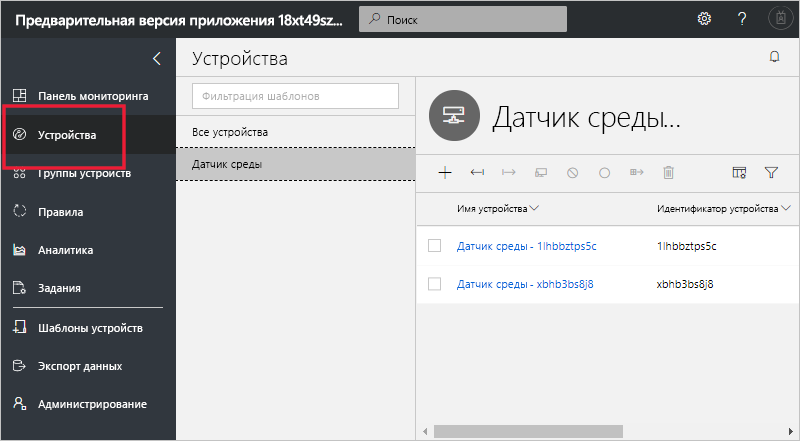 Предварительная версия приложения 18xt49sz...
Поиск
?
Панель мониторинга
Устройства
Группы устройств
Правила
Аналитика
Задания
Шаблоны устройств
Экспорт данных
Администрирование
Устройства
Фильтрация шаблонов
Все устройства
Датчик среды
Датчик среды...
Имя устройства Идентификатор устройства
Датчик среды - 1lhbbztps5c 1lhbbztps5c
Датчик среды - xbhb3bs8j8 xbhb3bs8j8